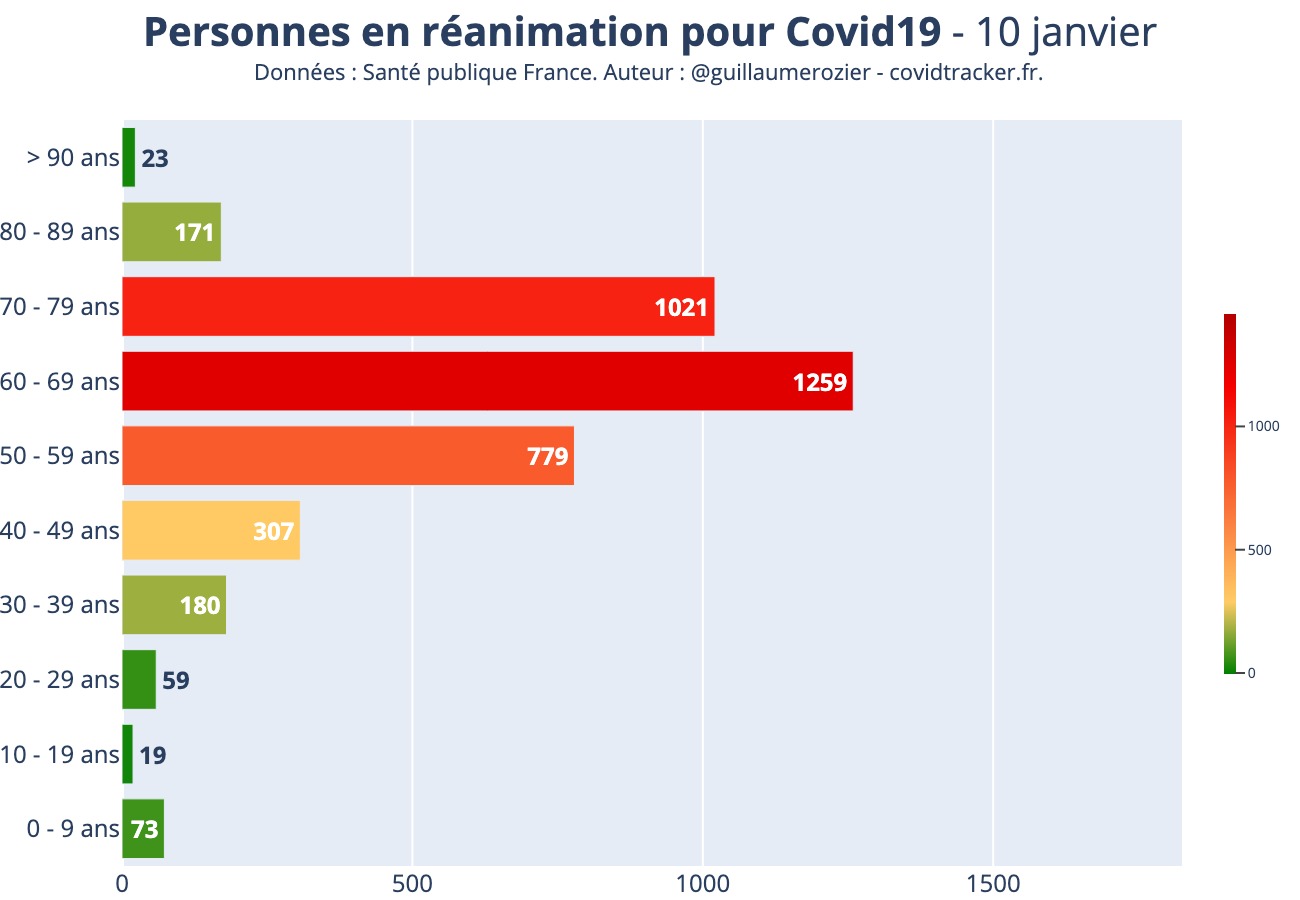 Personnes en réanimation pour Covid19 - 10 janvier
Données : Santé publique France. Auteur : @guillaumerozier - covidtracker.fr.
> 90 ans 23
80 - 89 ans 171
70 - 79 ans 1021
60 - 69 ans 1259
50 - 59 ans 779
40 - 49 ans 307
30 - 39 ans 180
20 - 29 ans 59
10 - 19 ans 19
0 - 9 ans 73
0 500 1000 1500
1000
500
0